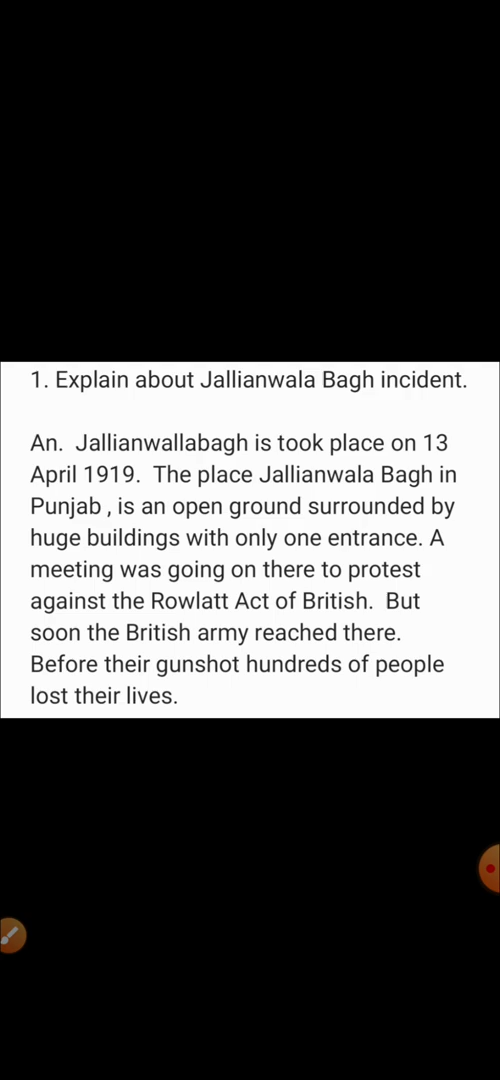 1. Explain about Jallianwala Bagh incident.
An.  Jallianwallabagh is took place on 13
April 1919.  The place Jallianwala Bagh in
Punjab , is an open ground surrounded by
huge buildings with only one entrance. A
meeting was going on there to protest
against the Rowlatt Act of British.  But
soon the British army reached there.
Before their gunshot hundreds of people
lost their lives.